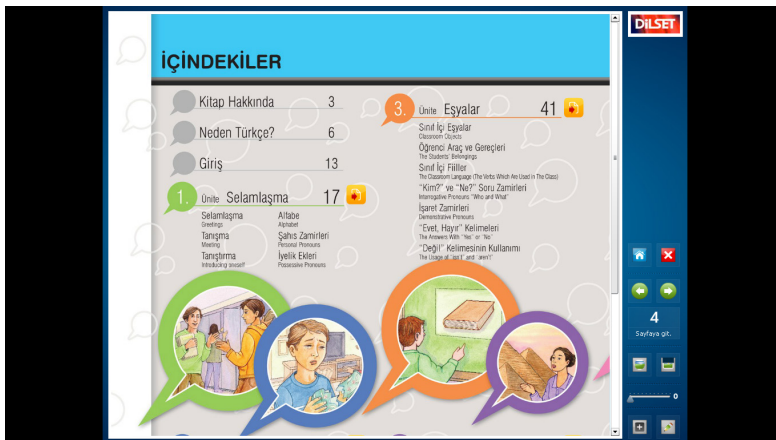 DİLSET
İÇİNDEKİLER
Kitap Hakkında 3
Neden Türkçe? 6
Giriş 13
1. Ünite Selamlaşma 17
Selamlaşma
Greetings
Tanışma
Meeting
Tanıştırma
Introducing oneself
Alfabe
Alphabet
Şahıs Zamirleri
Personal Pronouns
İyelik Ekleri
Possessive Pronouns
3. Ünite Eşyalar 41
Sınıf İçi Eşyalar
Classroom Objects
Öğrenci Araç ve Gereçleri
The Students' Belongings
Sınıf İçi Fiiller
The Classroom Language (The Verbs Which Are Used in The Class)
"Kim?" ve "Ne?" Soru Zamirleri
Interrogative Pronouns "Who and What"
İşaret Zamirleri
Demonstrative Pronouns
"Evet, Hayır" Kelimeleri
The Answers With "Yes" or "No"
"Değil" Kelimesinin Kullanımı
The Usage of "isn't" and "aren't"
4
Sayfaya git.
0